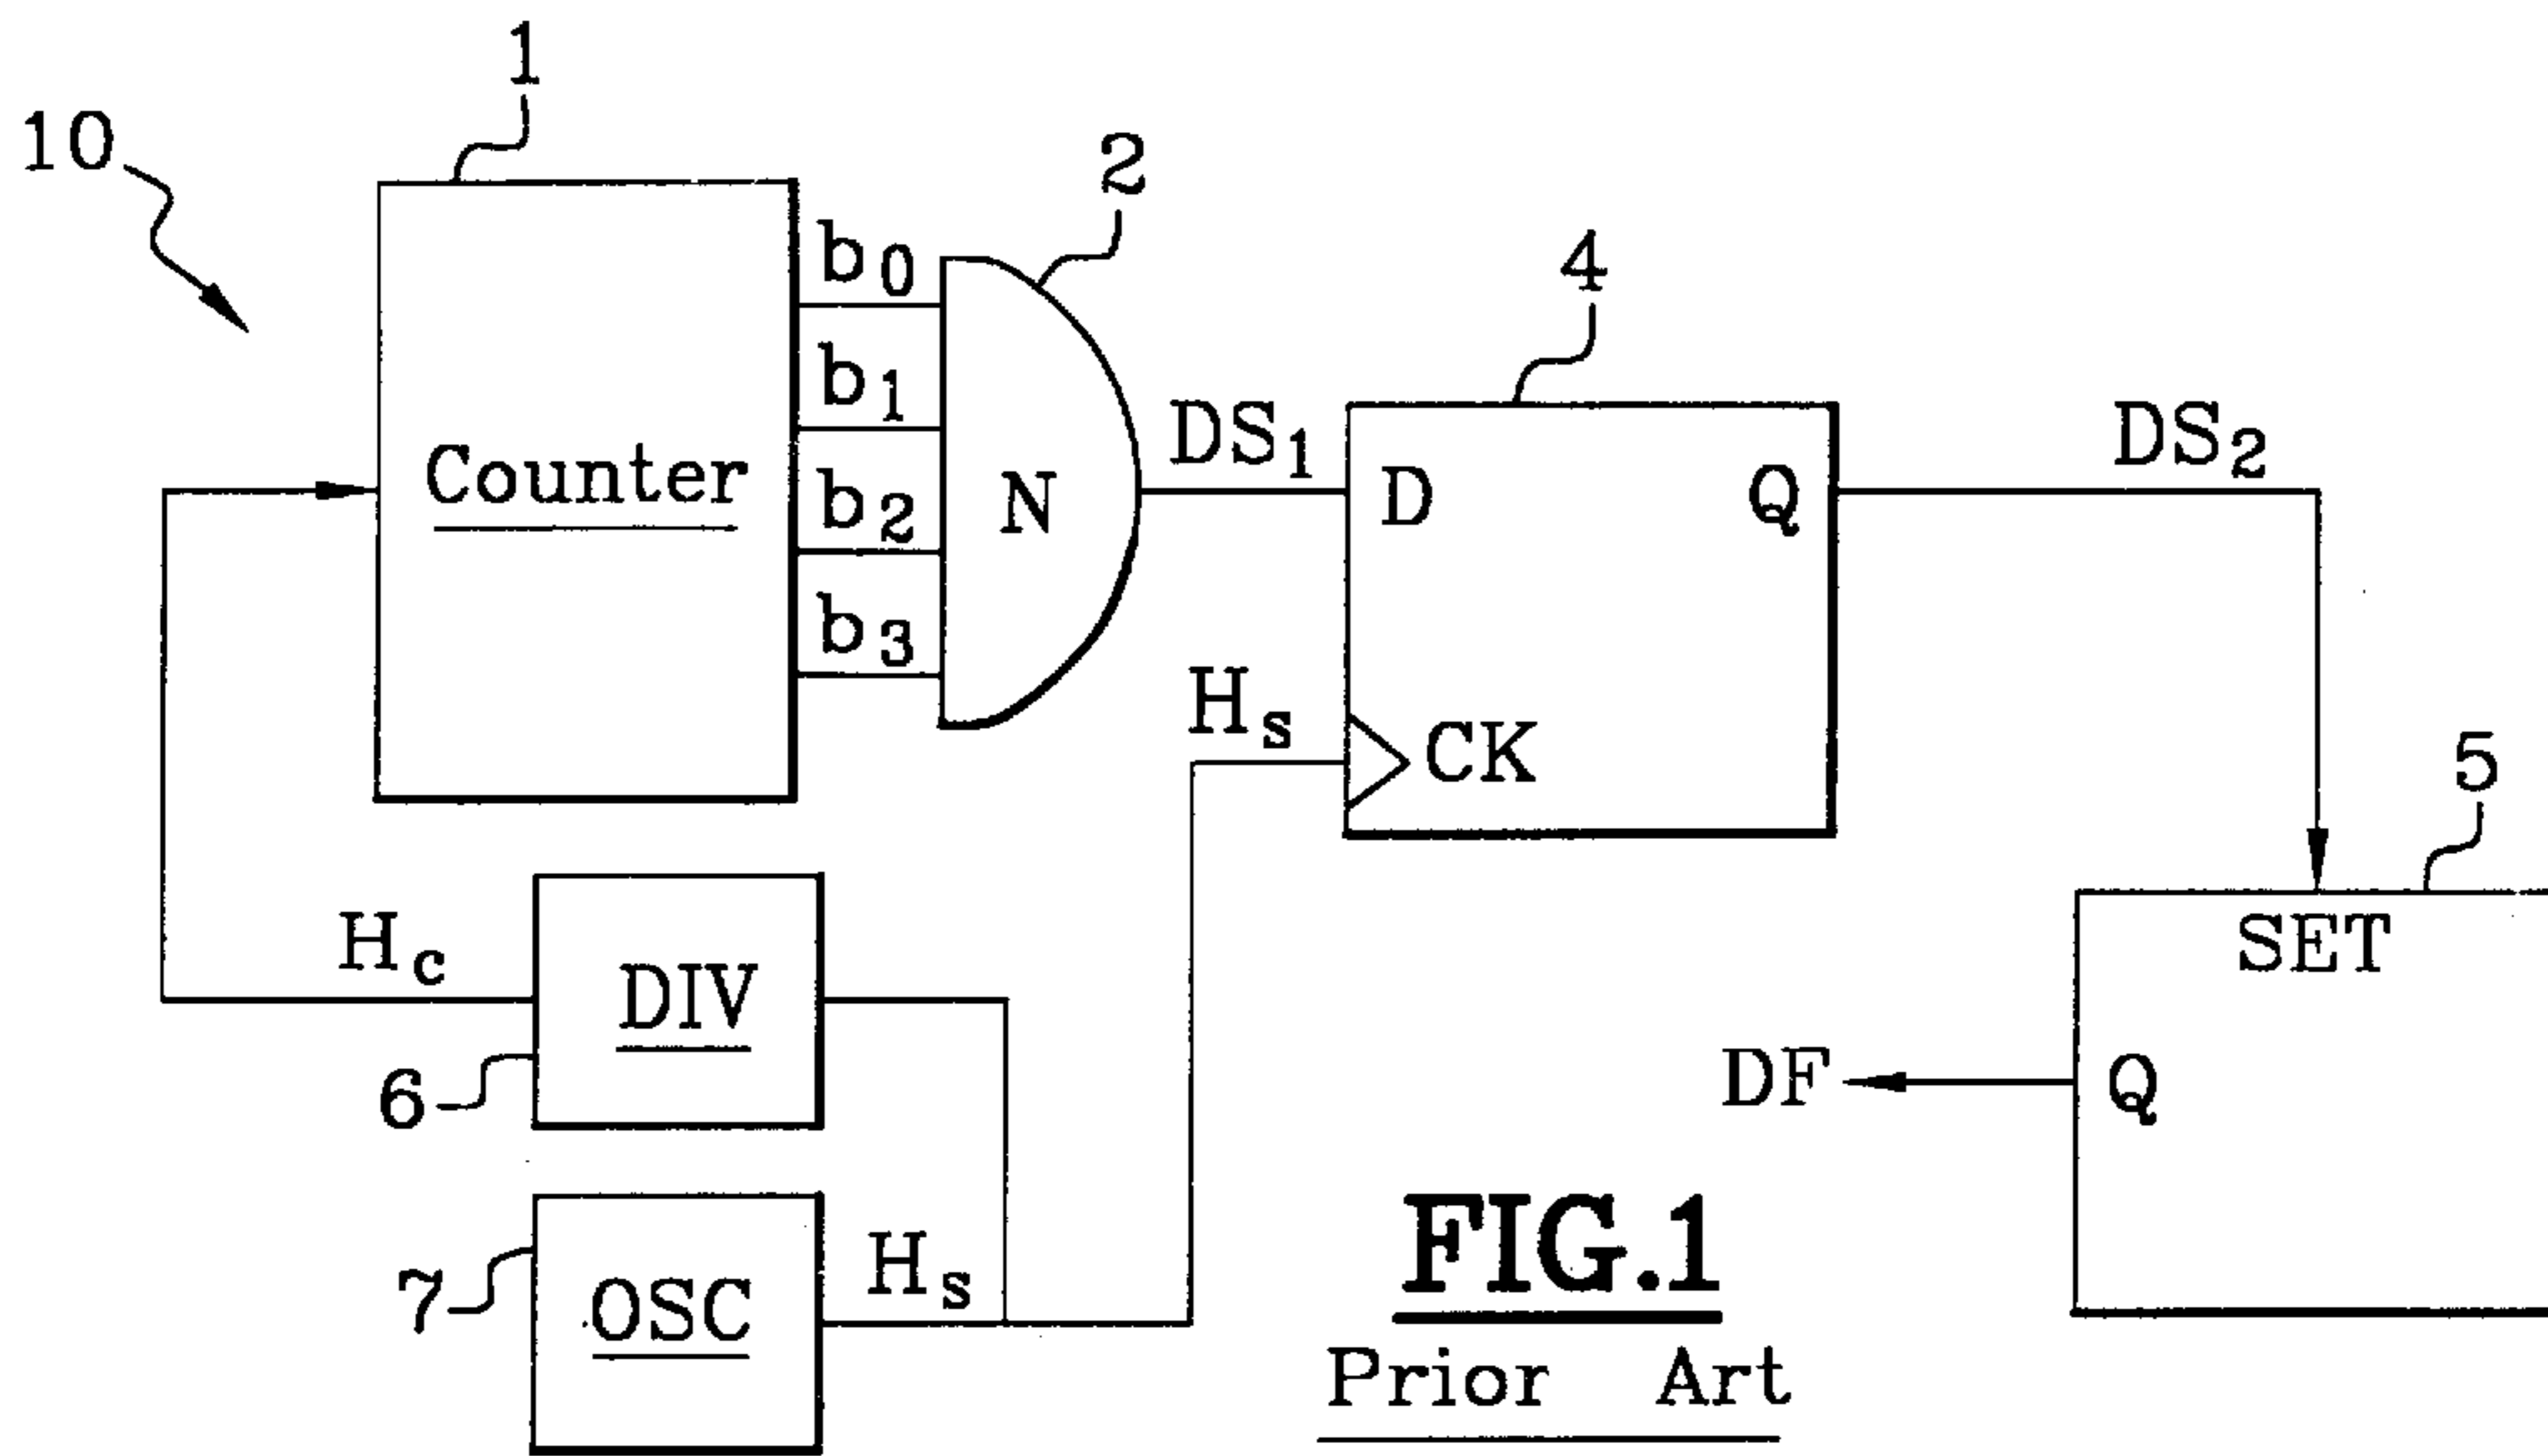 1
10
2
b0
4
b1
DS1
DS2
Counter
N
D
Q
b2
b3
Hs
CK
5
Hc
DIV
SET
6
DF
Q
7
OSC
Hs
FIG.1
Prior Art